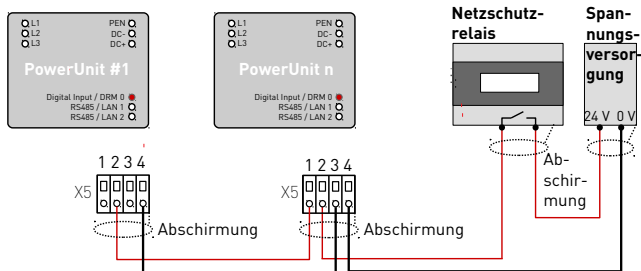 L1 PEN
L2 DC-
L3 DC+
PowerUnit #1
Digital Input / DRM 0
RS485 / LAN 1
RS485 / LAN 2
L1 PEN
L2 DC-
L3 DC+
PowerUnit n
Digital Input / DRM 0
RS485 / LAN 1
RS485 / LAN 2
Netzschutz-
relais
Span-
nungs-
versor-
gung
24 V 0 V
Ab-
schir-
mung
1 2 3 4
X5
Abschirmung
1 2 3 4
X5
Abschirmung